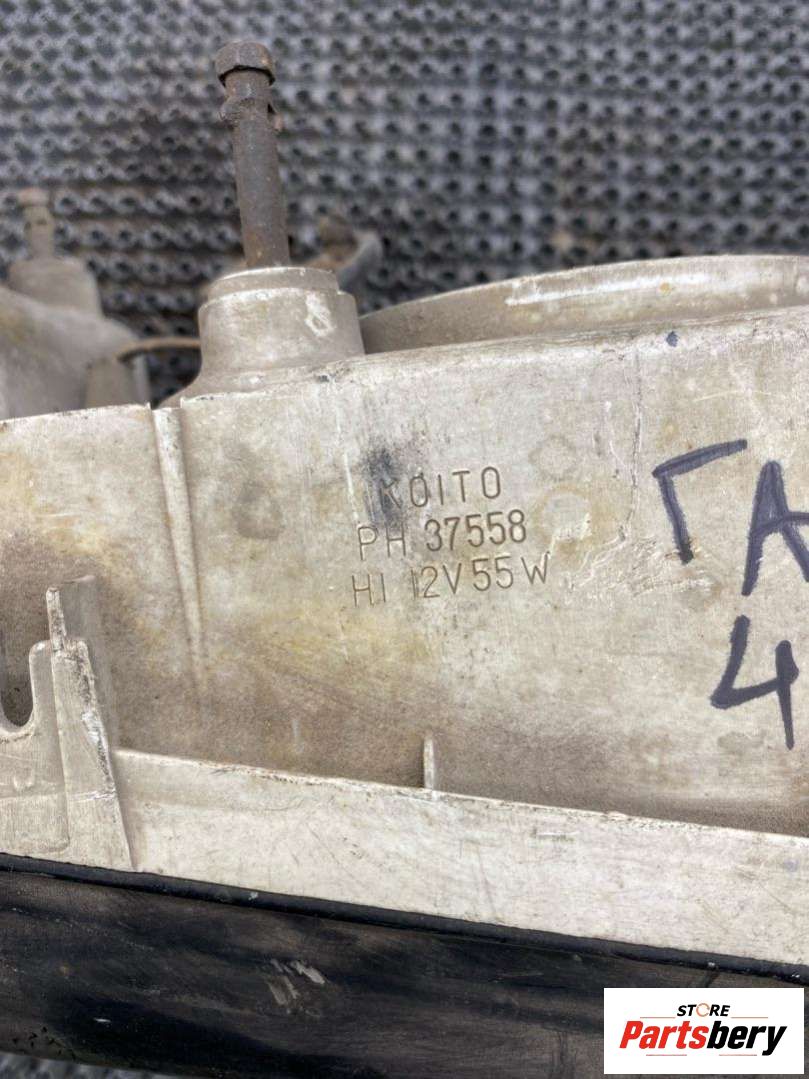 KOITO
PH 37558
H1 12V55W
ГА
4
STORE
Partsbery